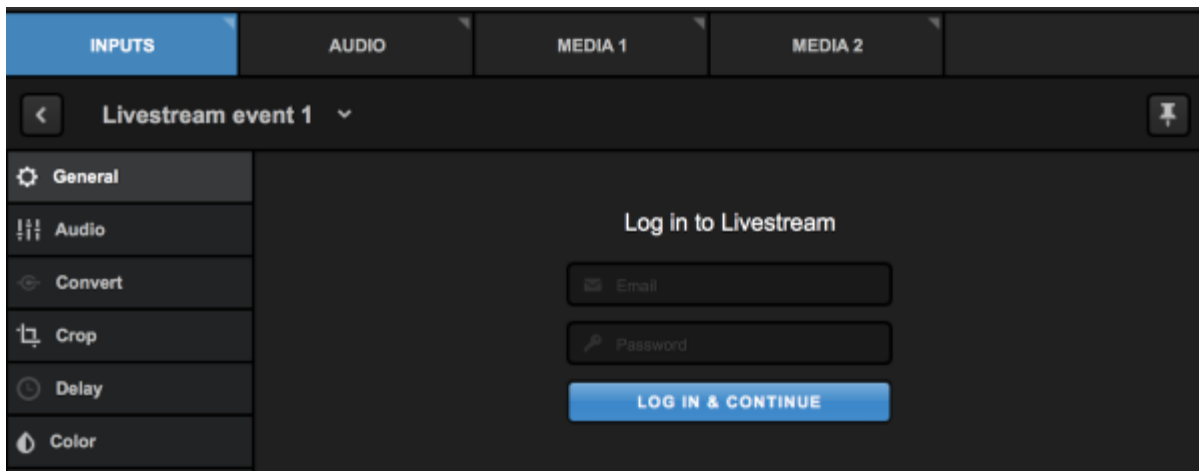 INPUTS AUDIO MEDIA 1 MEDIA 2
Livestream event 1
General
Audio
Convert
Crop
Delay
Color
Log in to Livestream
Email
Password
LOG IN & CONTINUE